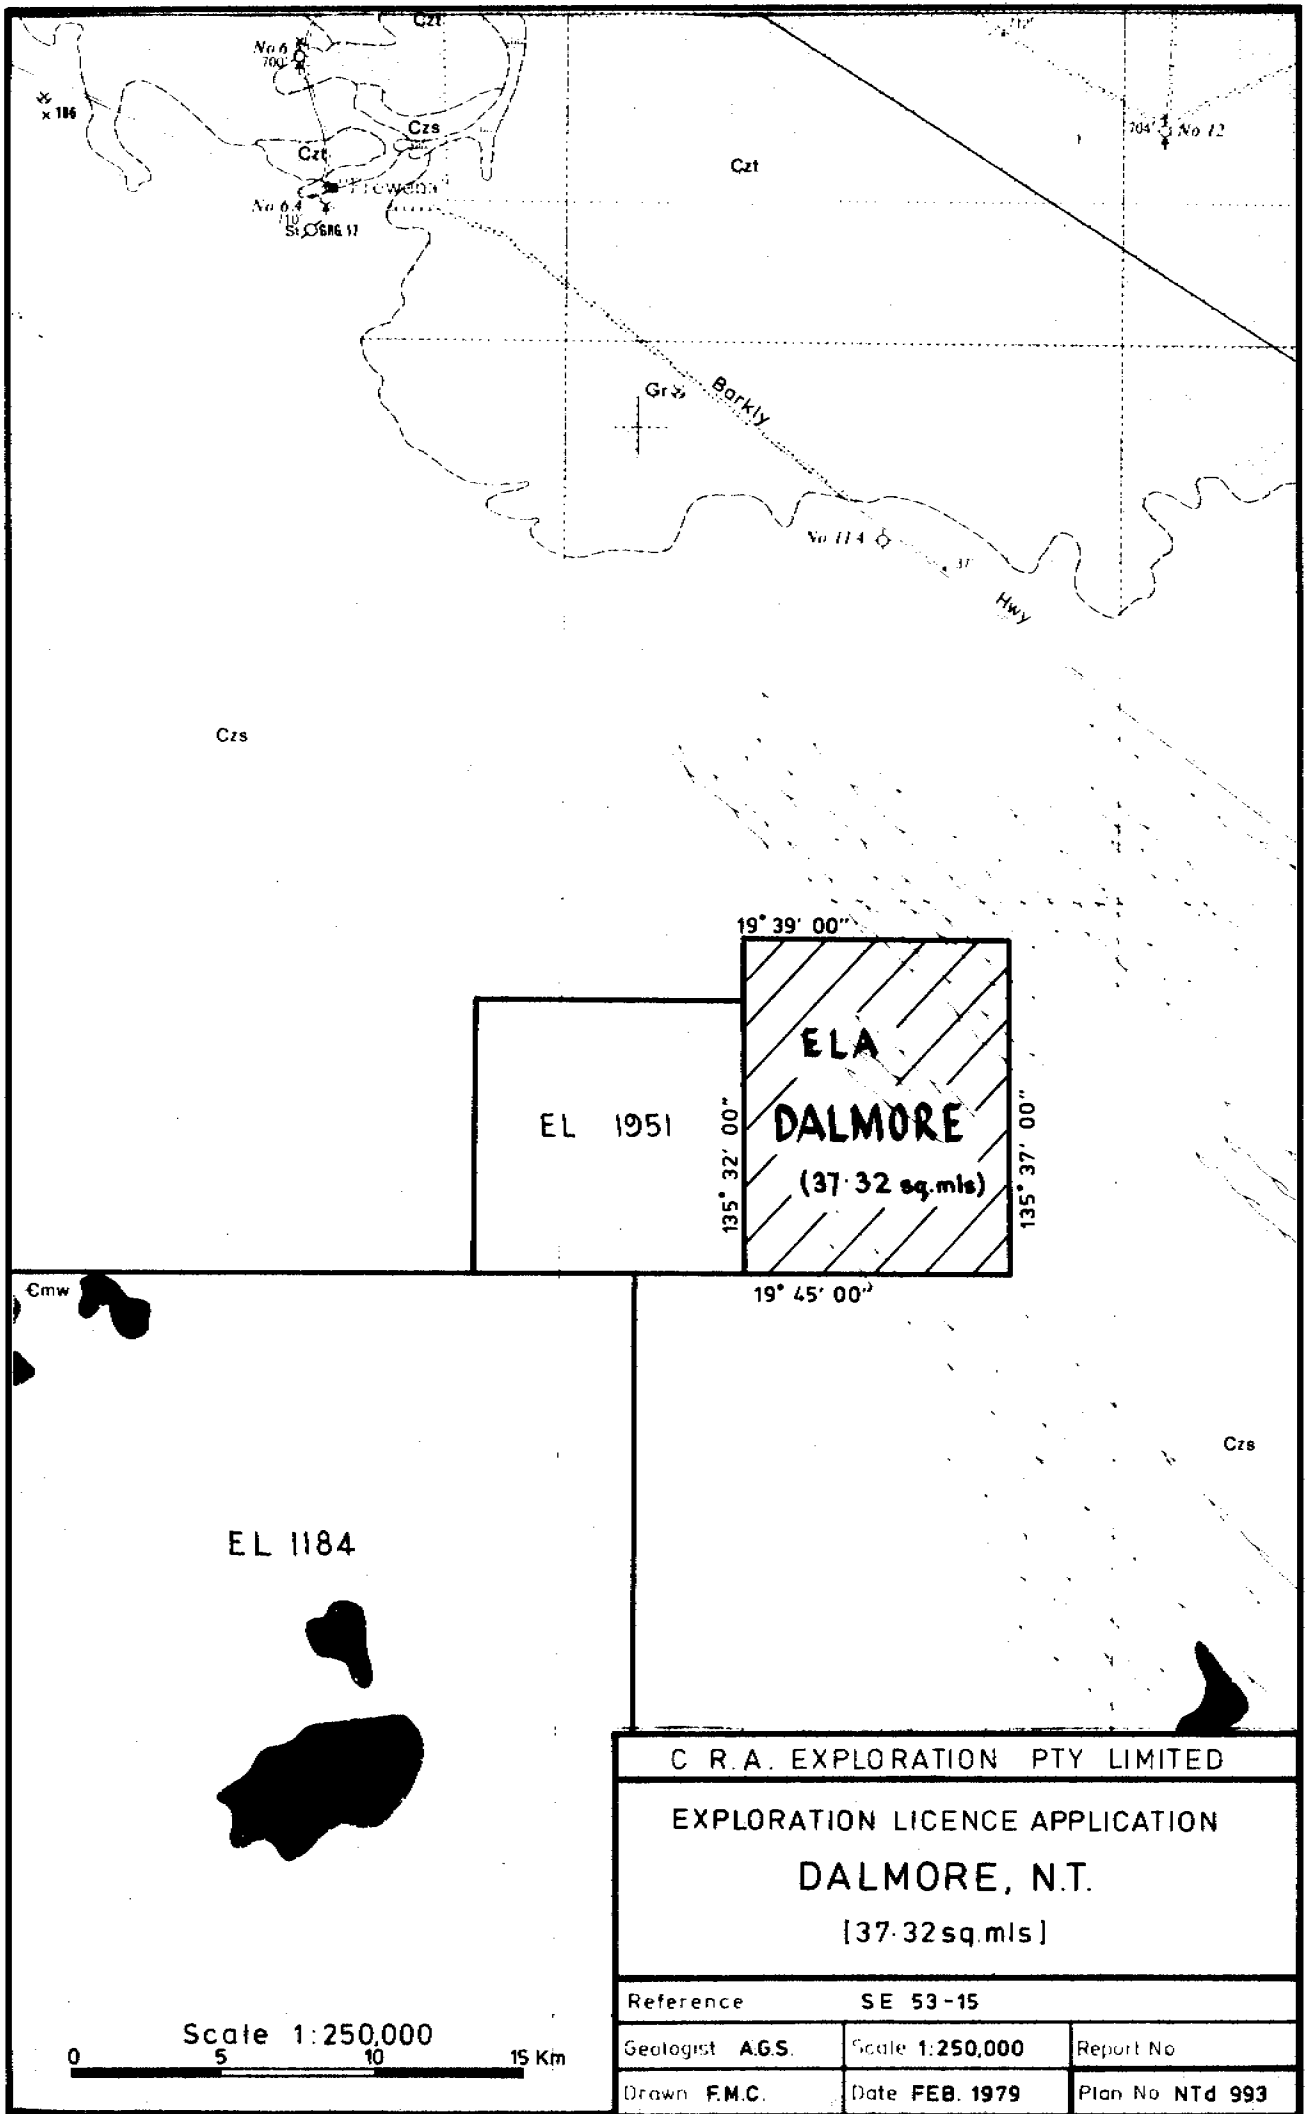 Czt
No 6
700'
× 186
Czs
Czt
704' No 12
Czt
No 6A
110'
St GRG 17
Barkly
No 11A
Hwy
Czs
19° 39' 00"
ELA
DALMORE
(37·32 sq.mls)
EL 1951
135° 32' 00"
135° 37' 00"
19° 45' 00"
Єmw
Czs
EL 1184
C R.A. EXPLORATION PTY LIMITED
EXPLORATION LICENCE APPLICATION
DALMORE, N.T.
[37·32 sq.mls]
Reference SE 53-15
Scale 1:250,000
0 5 10 15 Km
Geologist A.G.S. Scale 1:250,000 Report No
Drawn F.M.C. Date FEB. 1979 Plan No NTd 993